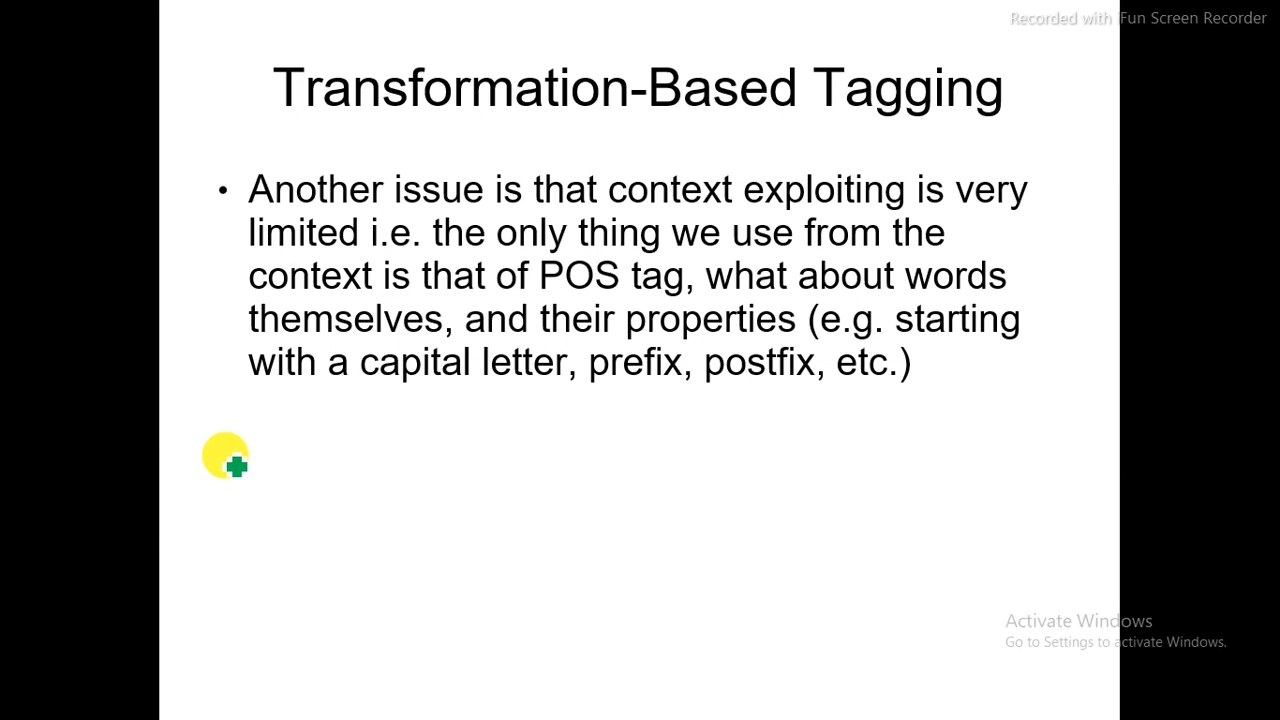 Recorded with iFun Screen Recorder
Transformation-Based Tagging
• Another issue is that context exploiting is very
limited i.e. the only thing we use from the
context is that of POS tag, what about words
themselves, and their properties (e.g. starting
with a capital letter, prefix, postfix, etc.)
Activate Windows
Go to Settings to activate Windows.